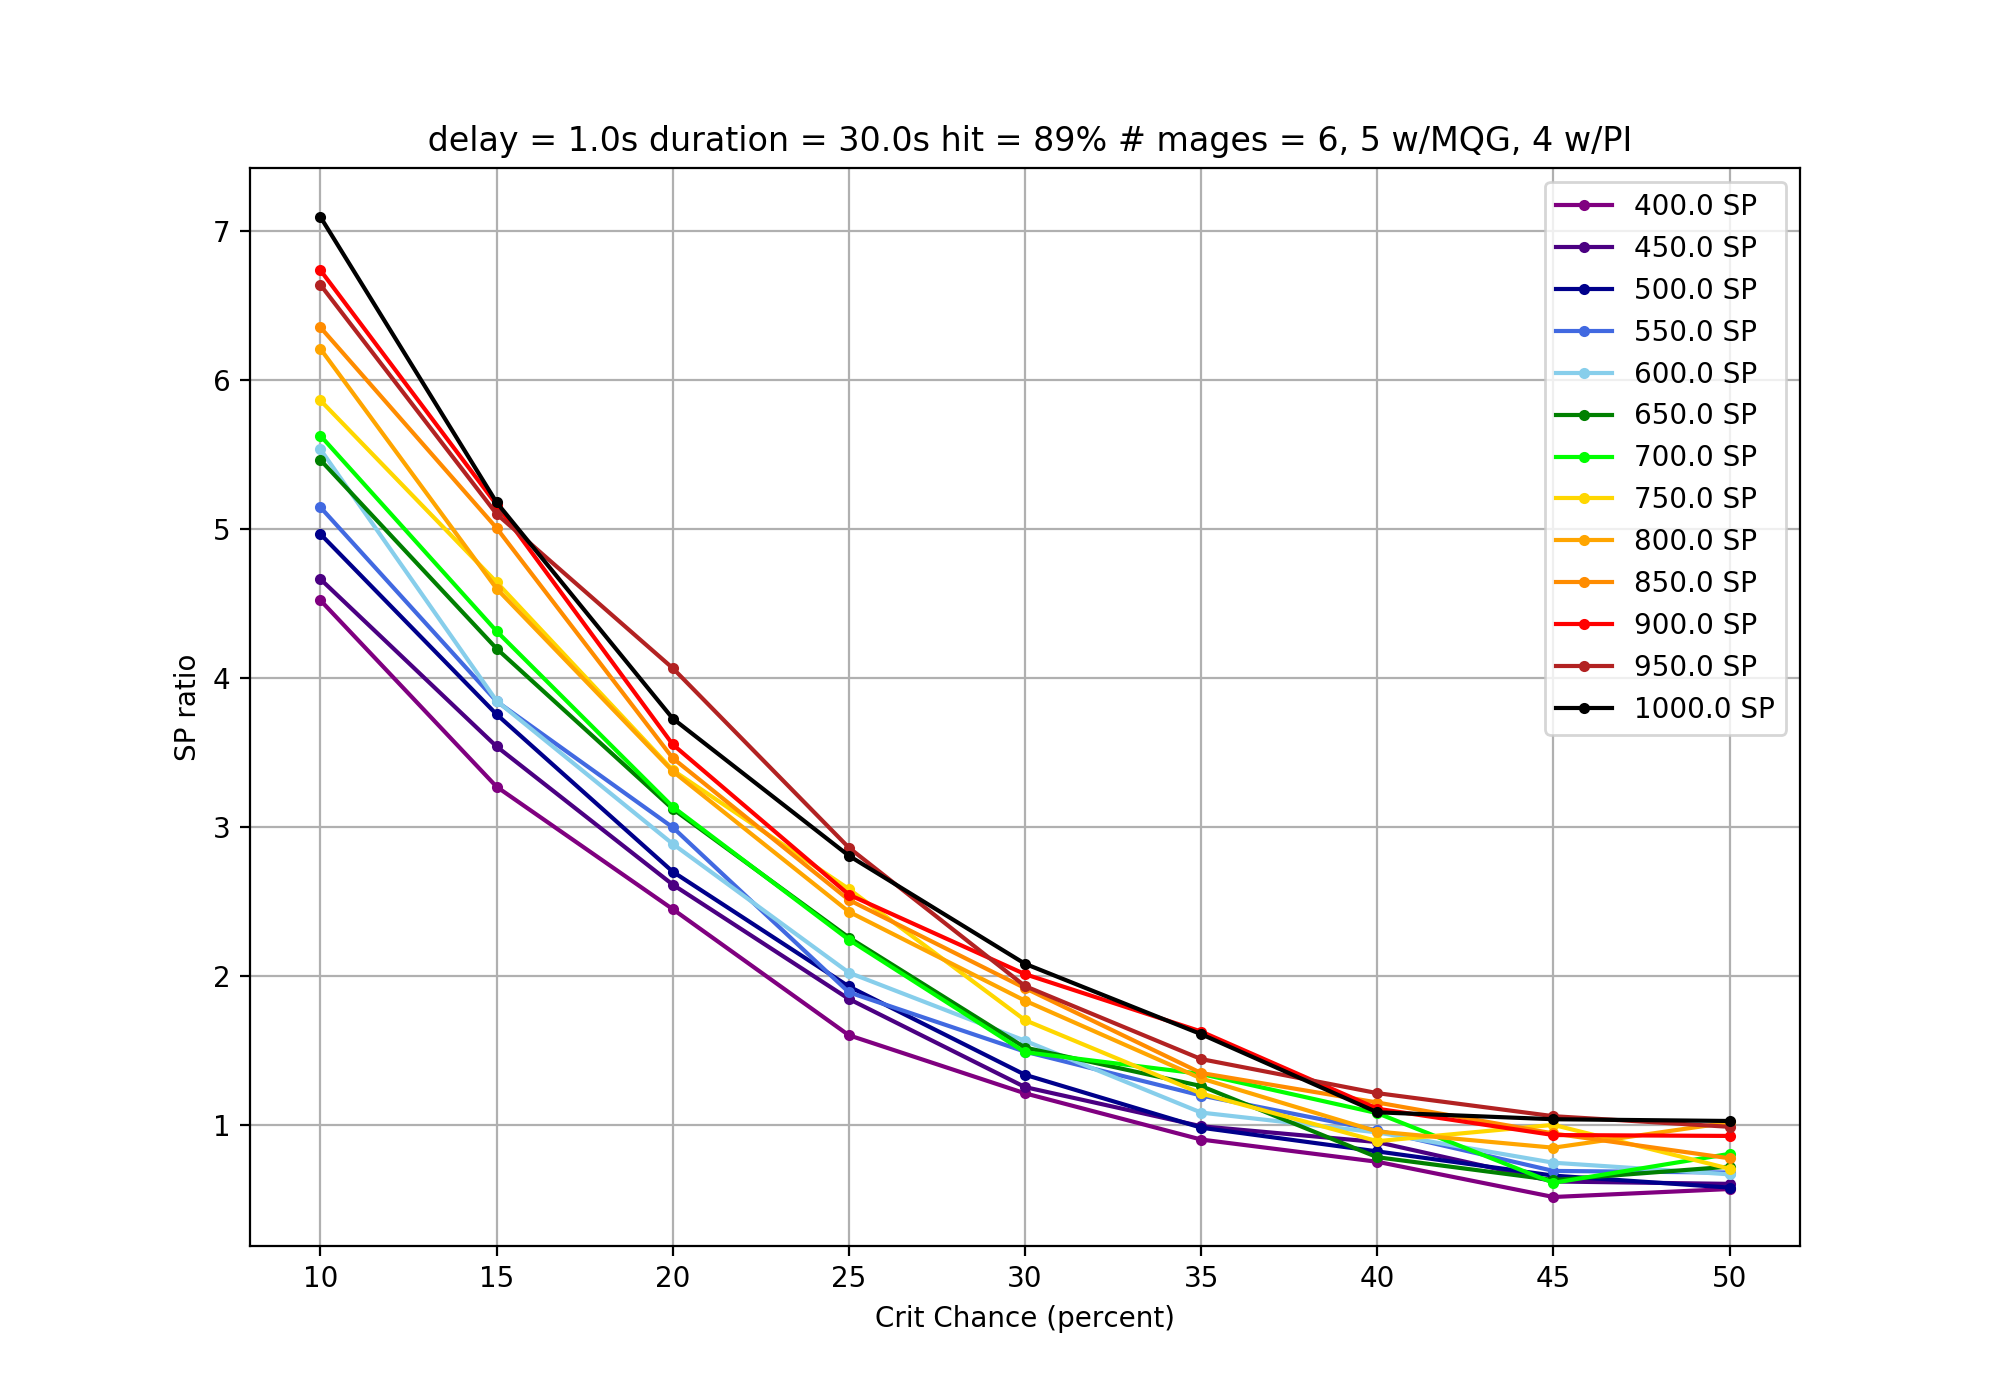 delay = 1.0s duration = 30.0s hit = 89% # mages = 6, 5 w/MQG, 4 w/PI
7
6
5
4
3
2
1
SP ratio
400.0 SP
450.0 SP
500.0 SP
550.0 SP
600.0 SP
650.0 SP
700.0 SP
750.0 SP
800.0 SP
850.0 SP
900.0 SP
950.0 SP
1000.0 SP
10 15 20 25 30 35 40 45 50
Crit Chance (percent)